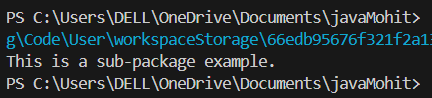 PS C:\Users\DELL\OneDrive\Documents\javaMohit>
g\Code\User\workspaceStorage\66edb95676f321f2a13
This is a sub-package example.
PS C:\Users\DELL\OneDrive\Documents\javaMohit>